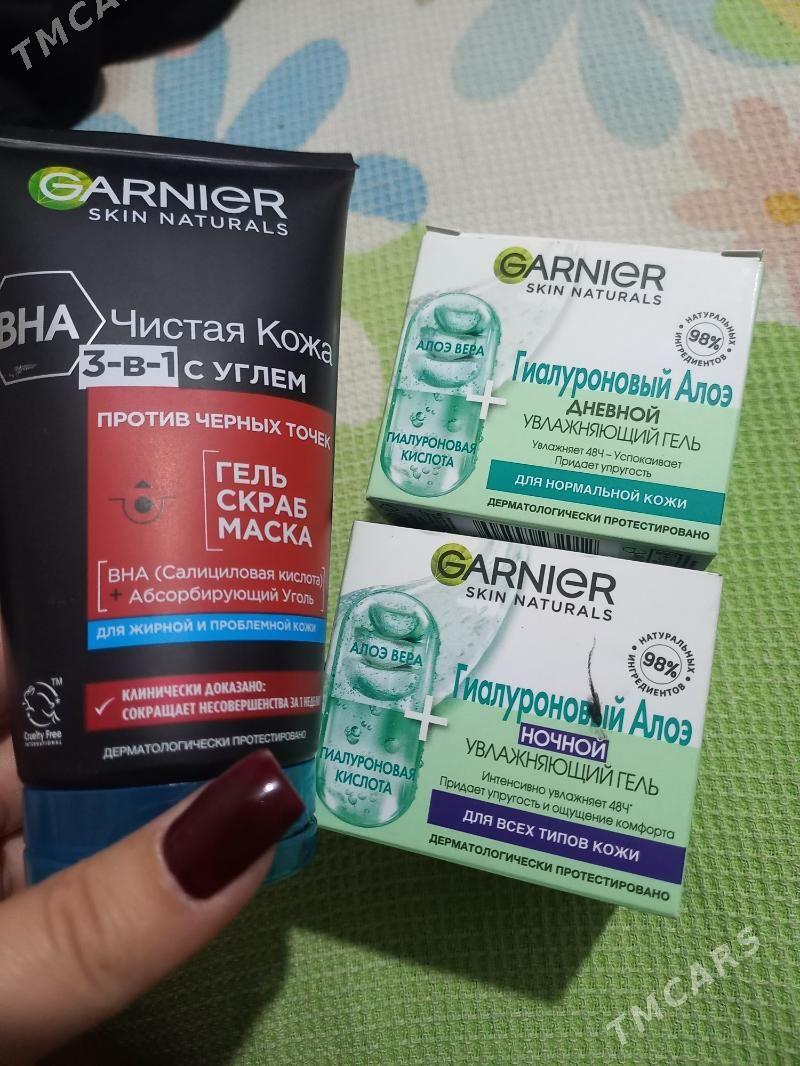 TMCARS
GARNIER
SKIN NATURALS
BHA
Чистая Кожа
3-в-1 С УГЛЕМ
ПРОТИВ ЧЕРНЫХ ТОЧЕК
ГЕЛЬ
СКРАБ
МАСКА
BHA (Салициловая кислота)
+ Абсорбирующий Уголь
ДЛЯ ЖИРНОЙ И ПРОБЛЕМНОЙ КОЖИ
КЛИНИЧЕСКИ ДОКАЗАНО:
СОКРАЩАЕТ НЕСОВЕРШЕНСТВА ЗА 1 НЕДЕЛЮ
Cruelty Free
INTERNATIONAL
TM
ДЕРМАТОЛОГИЧЕСКИ ПРОТЕСТИРОВАНО
GARNIER
SKIN NATURALS
АЛОЭ ВЕРА
+
ГИАЛУРОНОВАЯ
КИСЛОТА
98%
НАТУРАЛЬНЫХ
ИНГРЕДИЕНТОВ
Гиалуроновый Алоэ
ДНЕВНОЙ
УВЛАЖНЯЮЩИЙ ГЕЛЬ
Увлажняет 48Ч – Успокаивает
Придает упругость
ДЛЯ НОРМАЛЬНОЙ КОЖИ
ДЕРМАТОЛОГИЧЕСКИ ПРОТЕСТИРОВАНО
GARNIER
SKIN NATURALS
АЛОЭ ВЕРА
+
ГИАЛУРОНОВАЯ
КИСЛОТА
98%
НАТУРАЛЬНЫХ
ИНГРЕДИЕНТОВ
Гиалуроновый Алоэ
НОЧНОЙ
УВЛАЖНЯЮЩИЙ ГЕЛЬ
Интенсивно увлажняет 48Ч*
Придает упругость и ощущение комфорта
ДЛЯ ВСЕХ ТИПОВ КОЖИ
ДЕРМАТОЛОГИЧЕСКИ ПРОТЕСТИРОВАНО
TMCARS